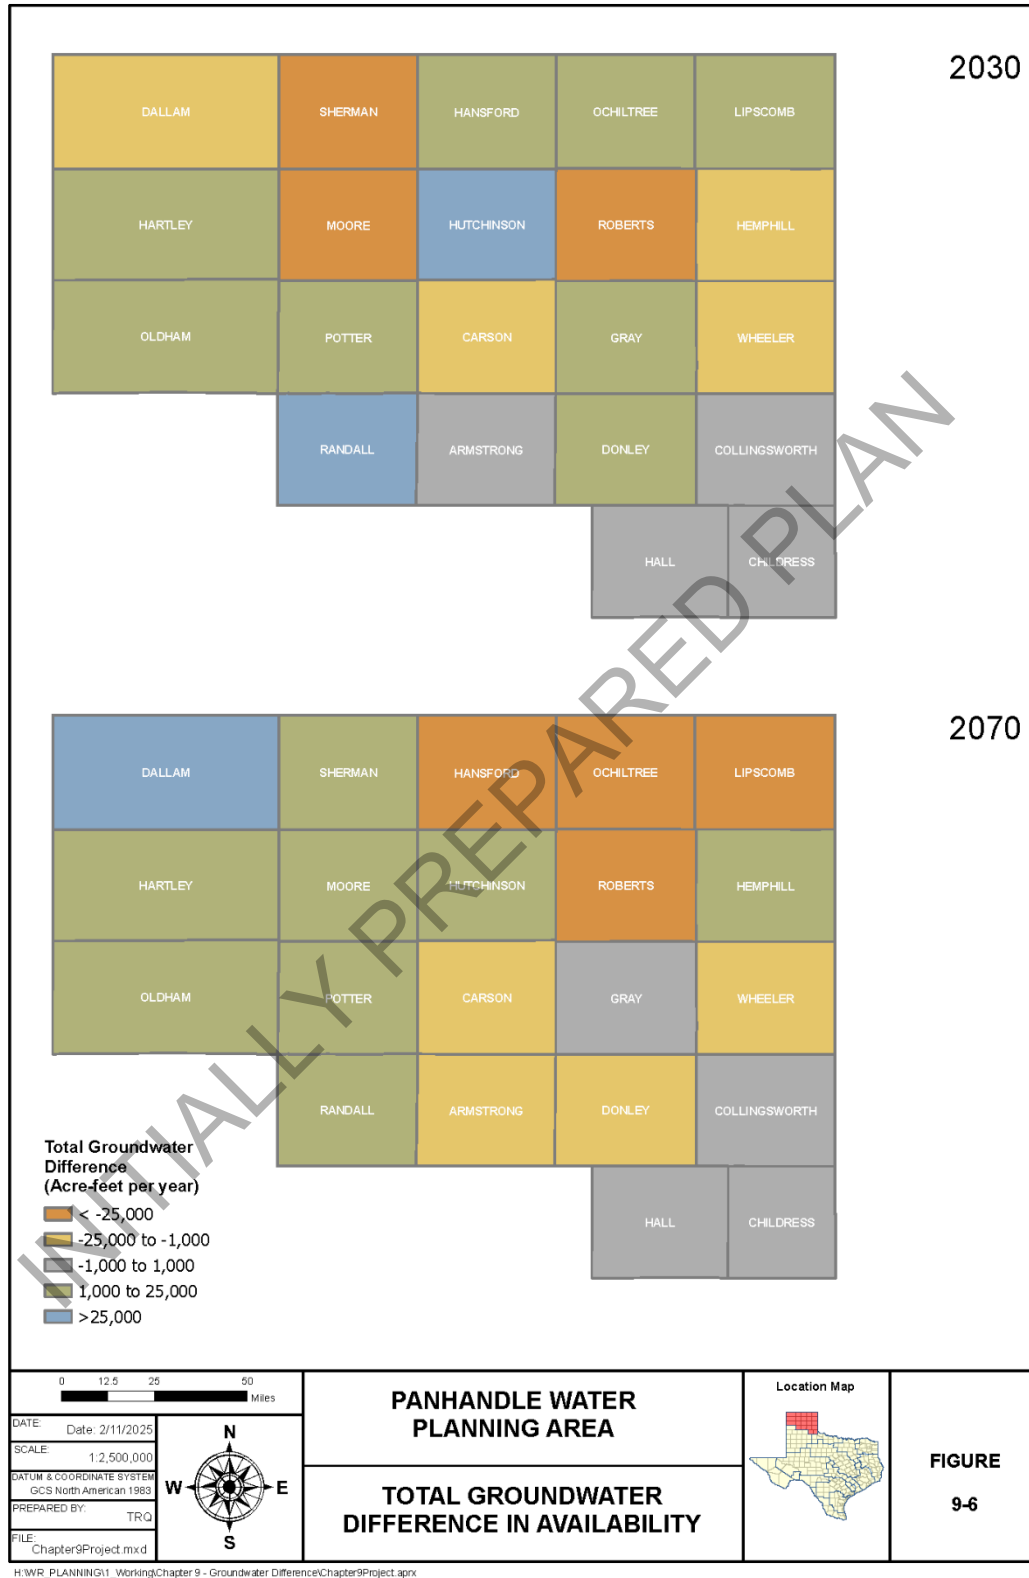 2030
DALLAM SHERMAN HANSFORD OCHILTREE LIPSCOMB
HARTLEY MOORE HUTCHINSON ROBERTS HEMPHILL
OLDHAM POTTER CARSON GRAY WHEELER
RANDALL ARMSTRONG DONLEY COLLINGSWORTH
HALL CHILDRESS
INITIALLY PREPARED PLAN
2070
DALLAM SHERMAN HANSFORD OCHILTREE LIPSCOMB
HARTLEY MOORE HUTCHINSON ROBERTS HEMPHILL
OLDHAM POTTER CARSON GRAY WHEELER
RANDALL ARMSTRONG DONLEY COLLINGSWORTH
HALL CHILDRESS
Total Groundwater
Difference
(Acre-feet per year)
< -25,000
-25,000 to -1,000
-1,000 to 1,000
1,000 to 25,000
>25,000
0 12.5 25 50
Miles
DATE:
Date: 2/11/2025
SCALE:
1:2,500,000
DATUM & COORDINATE SYSTEM
GCS North American 1983
PREPARED BY:
TRQ
FILE:
Chapter9Project.mxd
N
W E
S
PANHANDLE WATER
PLANNING AREA
TOTAL GROUNDWATER
DIFFERENCE IN AVAILABILITY
Location Map
FIGURE
9-6
H:\WR_PLANNING\1_Working\Chapter 9 - Groundwater Difference\Chapter9Project.aprx